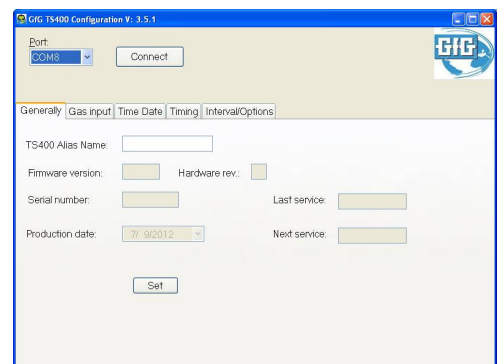 GfG TS400 Configuration V: 3.5.1
Port:
COM8
Connect
GfG
Generally Gas input Time Date Timing Interval/Options
TS400 Alias Name:
Firmware version: Hardware rev.:
Serial number: Last service:
Production date: 7/ 9/2012 Next service:
Set